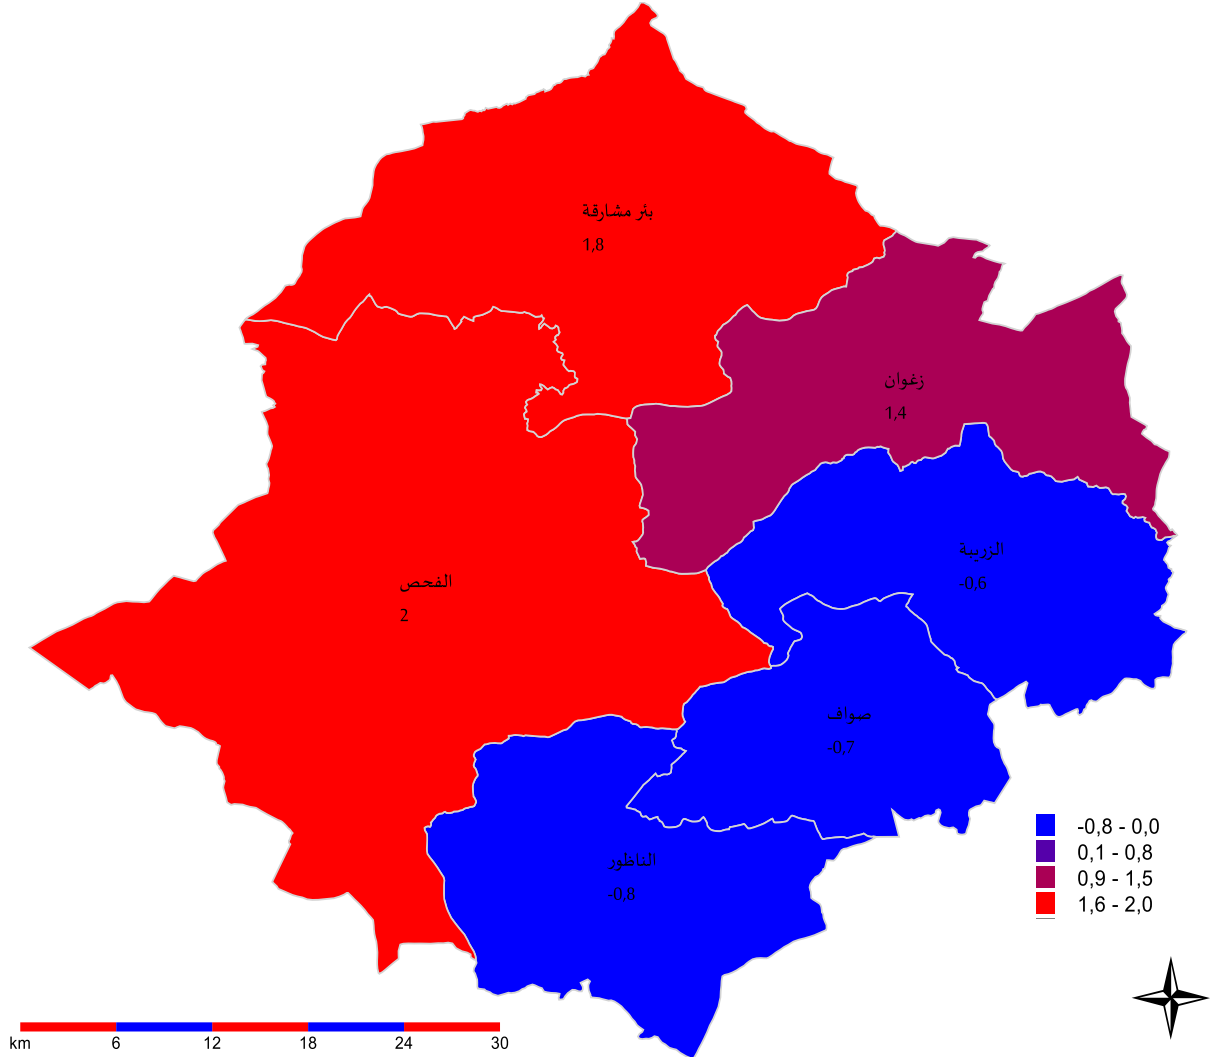 بئر مشارقة
1,8
زغوان
1,4
الزريبة
-0,6
الفحص
2
صواف
-0,7
الناظور
-0,8
-0,8 - 0,0
0,1 - 0,8
0,9 - 1,5
1,6 - 2,0
km 6 12 18 24 30